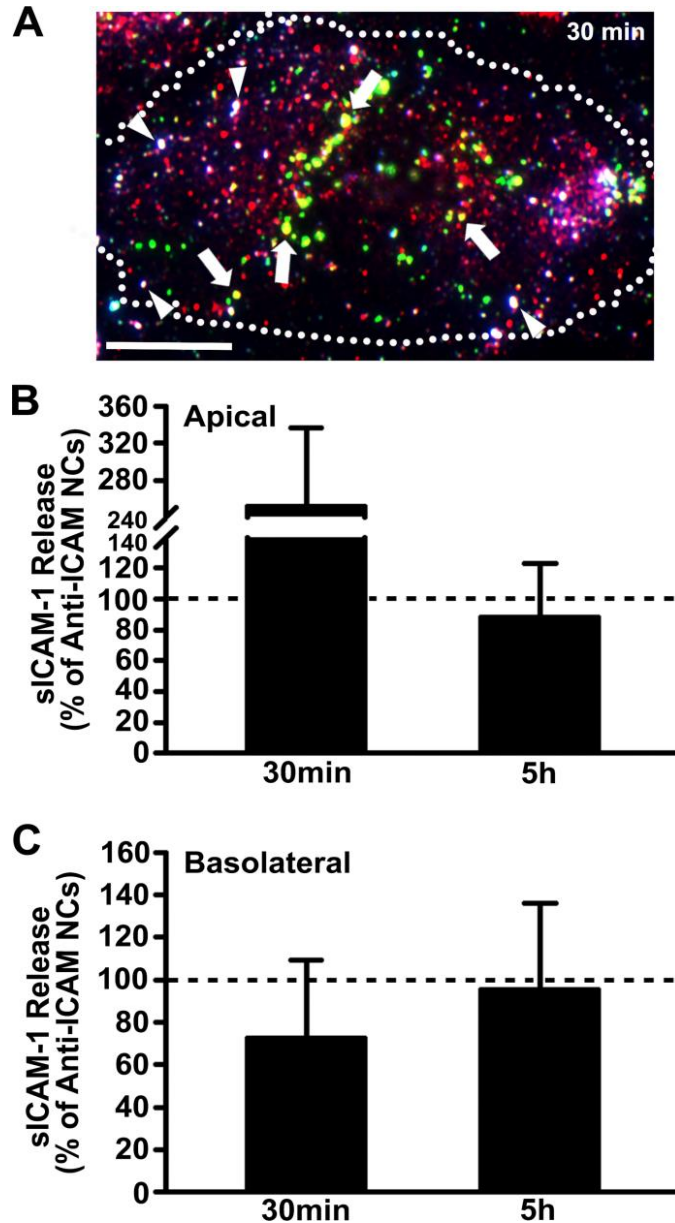 A
30 min
B
Apical
sICAM-1 Release
(% of Anti-ICAM NCs)
360
320
280
240
140
120
100
80
60
40
20
0
30min 5h
C
Basolateral
sICAM-1 Release
(% of Anti-ICAM NCs)
160
140
120
100
80
60
40
20
0
30min 5h